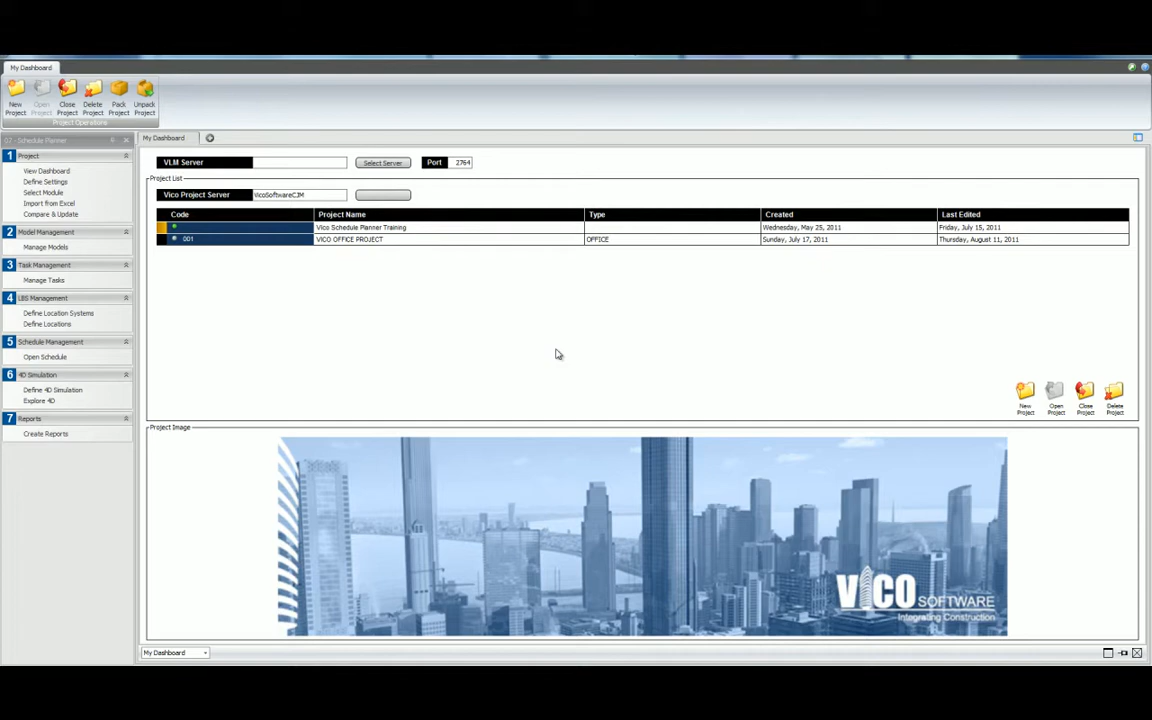 My Dashboard
New Project
Open Project
Close Project
Delete Project
Pack Project
Unpack Project
Project Operations
07 - Schedule Planner
1 Project
View Dashboard
Define Settings
Select Module
Import from Excel
Compare & Update
2 Model Management
Manage Models
3 Task Management
Manage Tasks
4 LBS Management
Define Location Systems
Define Locations
5 Schedule Management
Open Schedule
6 4D Simulation
Define 4D Simulation
Explore 4D
7 Reports
Create Reports
My Dashboard
VLM Server
Select Server
Port 2764
Project List
Vico Project Server VicoSoftwareCJM
Code Project Name Type Created Last Edited
Vico Schedule Planner Training Wednesday, May 25, 2011 Friday, July 15, 2011
001 VICO OFFICE PROJECT OFFICE Sunday, July 17, 2011 Thursday, August 11, 2011
New Project
Open Project
Close Project
Delete Project
Project Image
VICO SOFTWARE
Integrating Construction
My Dashboard